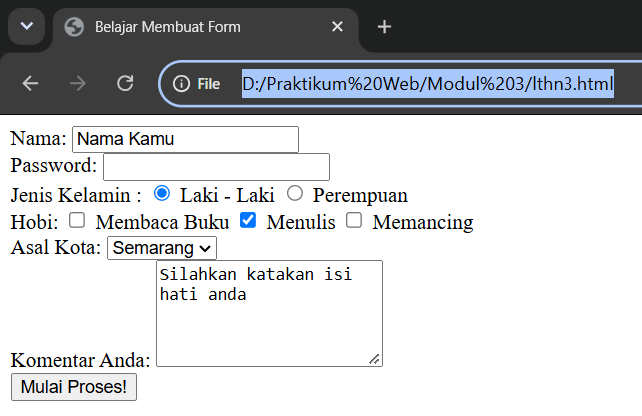 Belajar Membuat Form
File D:/Praktikum%20Web/Modul%203/lthn3.html
Nama: Nama Kamu
Password:
Jenis Kelamin : Laki - Laki Perempuan
Hobi: Membaca Buku Menulis Memancing
Asal Kota: Semarang
Silahkan katakan isi
hati anda
Komentar Anda:
Mulai Proses!